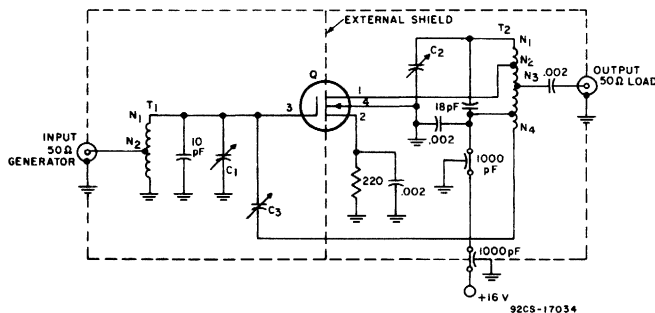 EXTERNAL SHIELD
T2
N1
C2
N2
Q
N3 .002
OUTPUT
50Ω LOAD
1
4
T1
3
2
18pF
N1
INPUT
50Ω
GENERATOR
N2
10
pF
C1
.002
N4
1000
pF
220
.002
C3
1000pF
+16V
92CS-17034